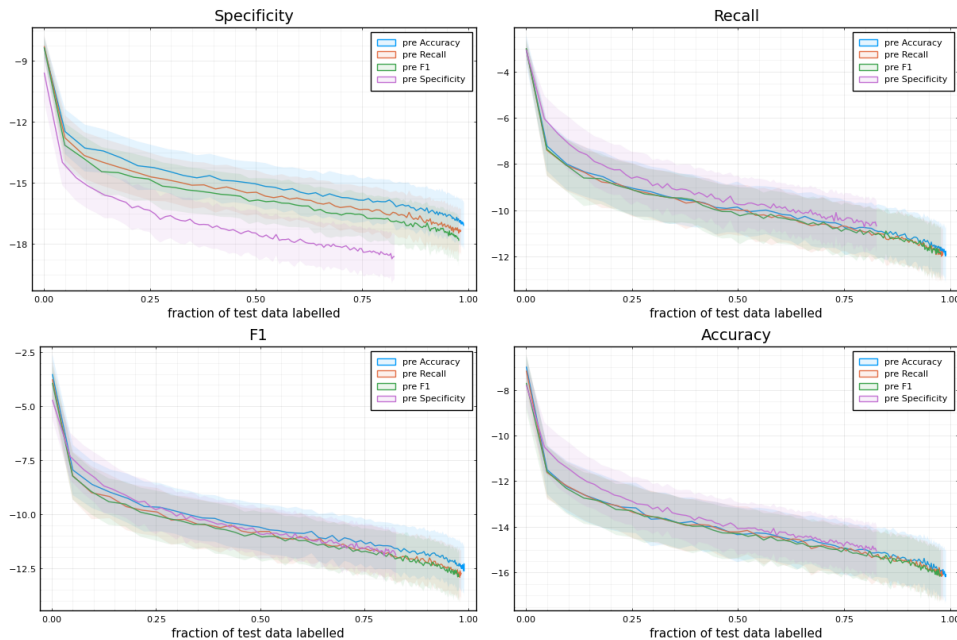 Specificity
-9
-12
-15
-18
pre Accuracy
pre Recall
pre F1
pre Specificity
0.00
0.25
0.50
0.75
1.00
fraction of test data labelled
Recall
-4
-6
-8
-10
-12
pre Accuracy
pre Recall
pre F1
pre Specificity
0.00
0.25
0.50
0.75
1.00
fraction of test data labelled
F1
-2.5
-5.0
-7.5
-10.0
-12.5
pre Accuracy
pre Recall
pre F1
pre Specificity
0.00
0.25
0.50
0.75
1.00
fraction of test data labelled
Accuracy
-8
-10
-12
-14
-16
pre Accuracy
pre Recall
pre F1
pre Specificity
0.00
0.25
0.50
0.75
1.00
fraction of test data labelled